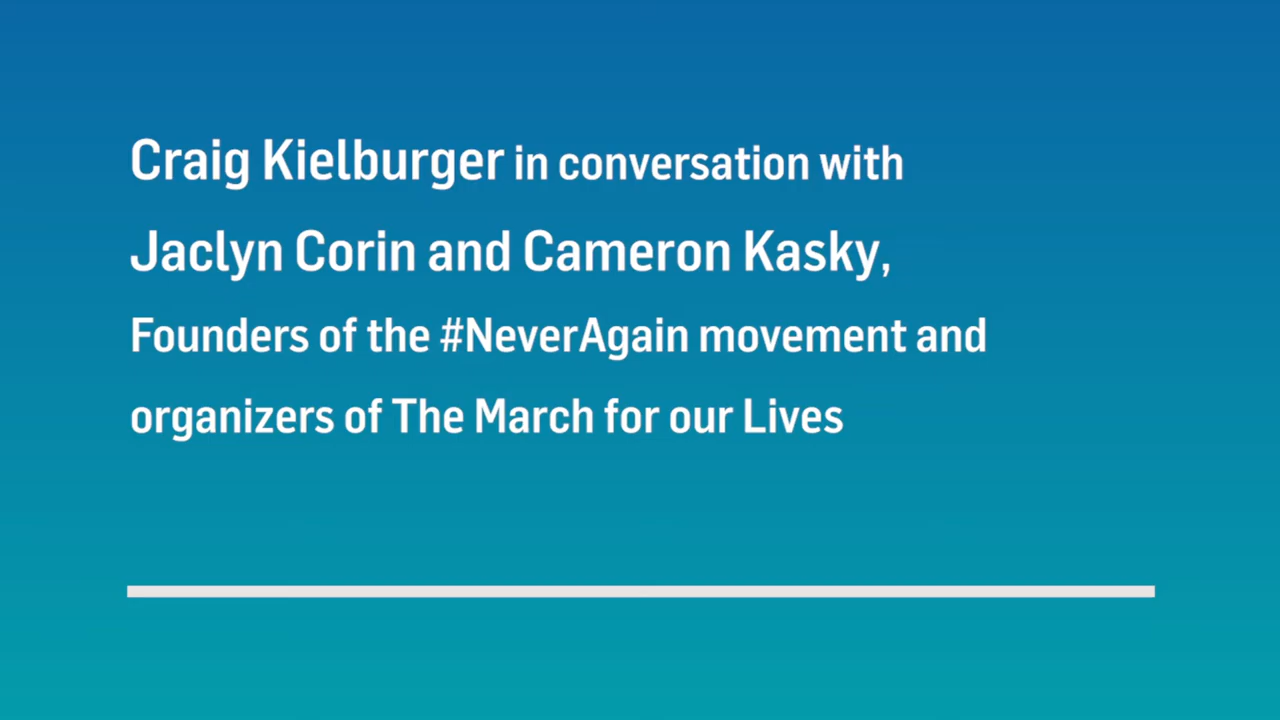 Craig Kielburger in conversation with
Jaclyn Corin and Cameron Kasky,
Founders of the #NeverAgain movement and
organizers of The March for our Lives